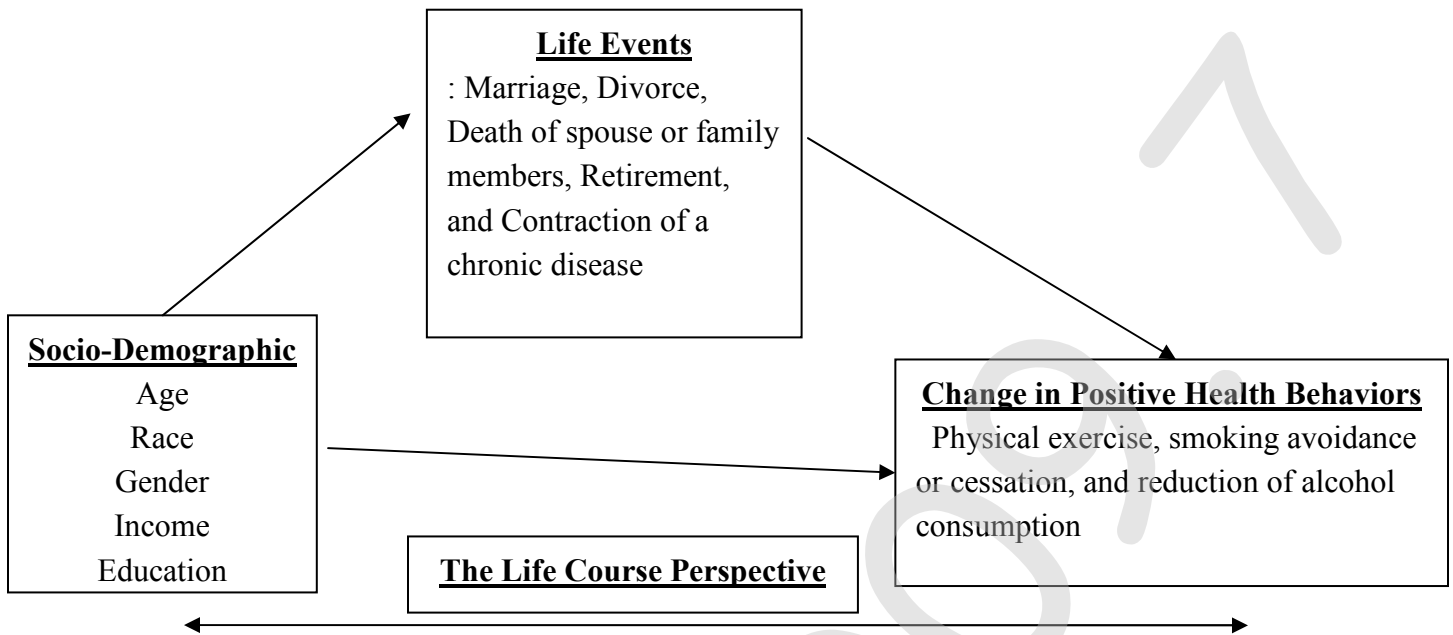 Life Events
: Marriage, Divorce,
Death of spouse or family
members, Retirement,
and Contraction of a
chronic disease
Socio-Demographic
Age
Race
Gender
Income
Education
Change in Positive Health Behaviors
Physical exercise, smoking avoidance
or cessation, and reduction of alcohol
consumption
The Life Course Perspective